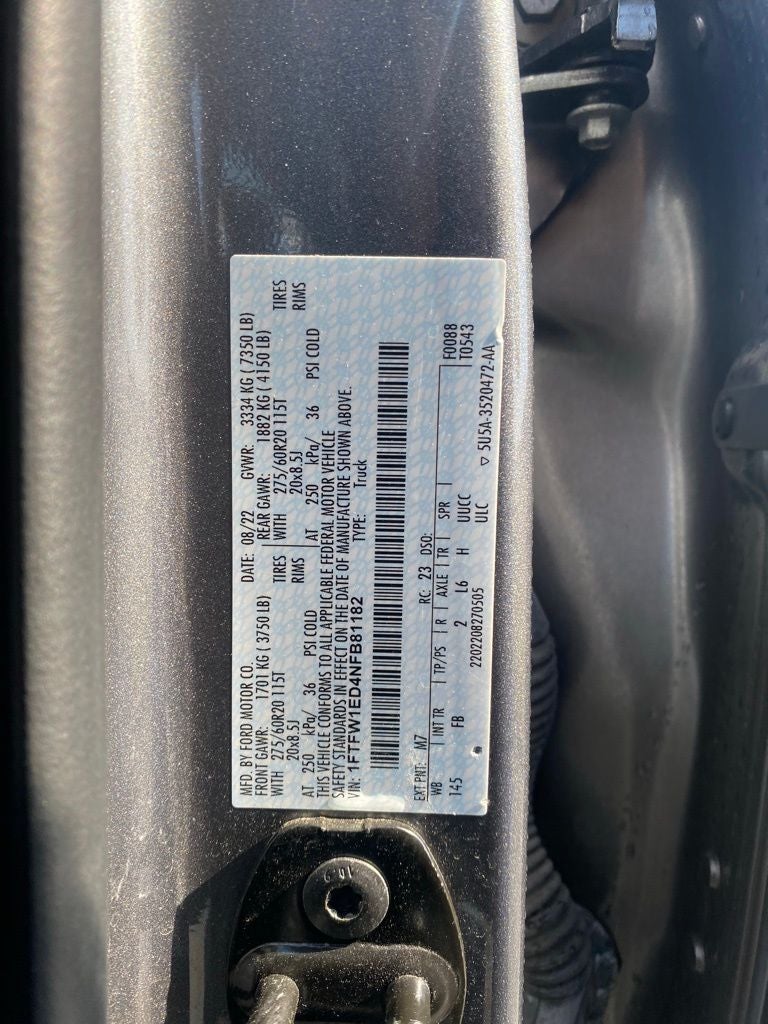 MFD. BY FORD MOTOR CO.
DATE: 08/22 GVWR: 3334 KG ( 7350 LB)
FRONT GAWR: 1701 KG ( 3750 LB) REAR GAWR: 1882 KG ( 4150 LB)
WITH 275/60R20 115T TIRES WITH 275/60R20 115T TIRES
20x8.5J RIMS 20x8.5J RIMS
AT 250 kPa/ 36 PSI COLD AT 250 kPa/ 36 PSI COLD
THIS VEHICLE CONFORMS TO ALL APPLICABLE FEDERAL MOTOR VEHICLE
SAFETY STANDARDS IN EFFECT ON THE DATE OF MANUFACTURE SHOWN ABOVE.
VIN: 1FTFW1ED4NFB81182 TYPE: Truck
EXT PNT: M7 RC: 23 DSO: F0088
WB | INT TR | TP/PS | R | AXLE | TR | SPR | T0543
145 FB 2 L6 H UUCC
2202208270505 ULC ▽ 5U5A-3520472-AA
10.9